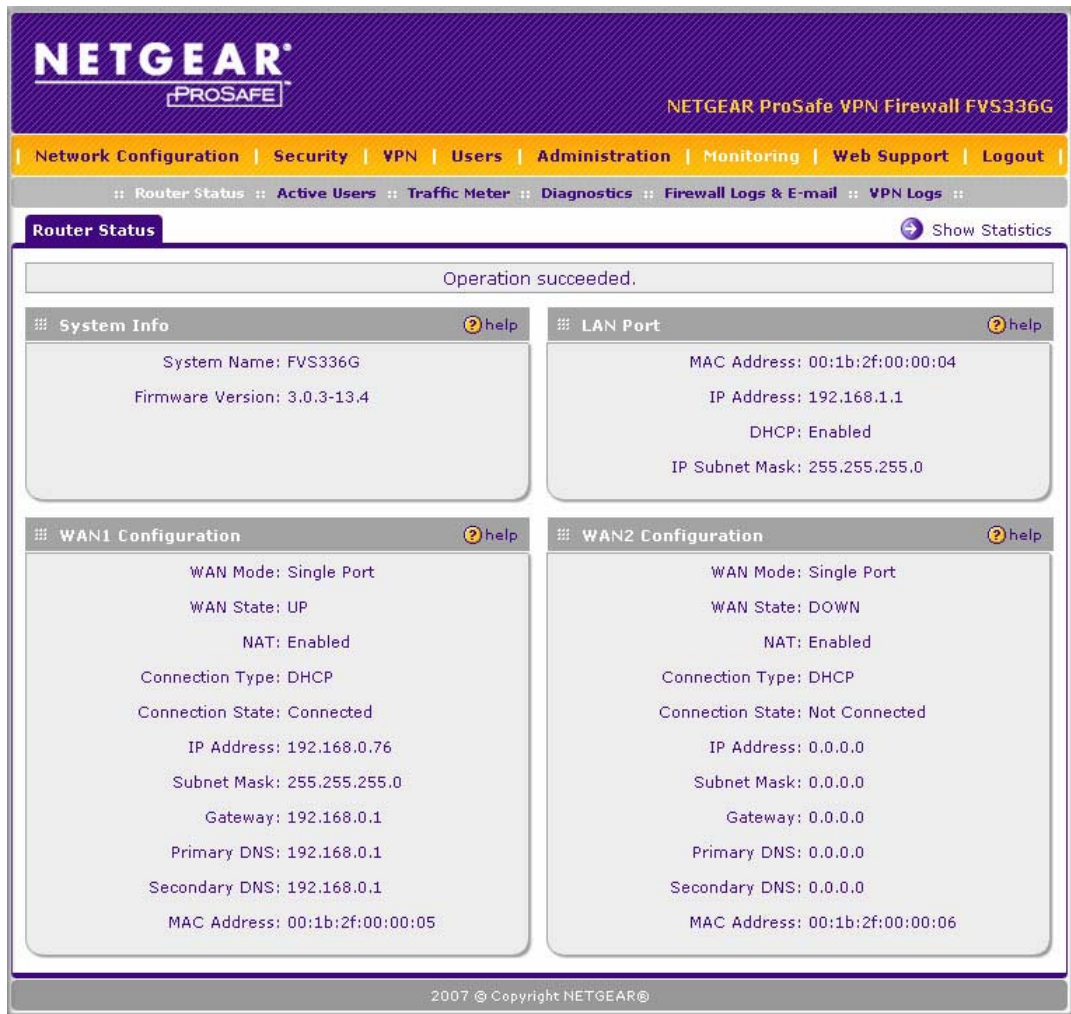 NETGEAR®
PROSAFE™
NETGEAR ProSafe VPN Firewall FVS336G
| Network Configuration | Security | VPN | Users | Administration | Monitoring | Web Support | Logout |
:: Router Status :: Active Users :: Traffic Meter :: Diagnostics :: Firewall Logs & E-mail :: VPN Logs ::
Router Status
Show Statistics
Operation succeeded.
System Info ?help
System Name: FVS336G
Firmware Version: 3.0.3-13.4
LAN Port ?help
MAC Address: 00:1b:2f:00:00:04
IP Address: 192.168.1.1
DHCP: Enabled
IP Subnet Mask: 255.255.255.0
WAN1 Configuration ?help
WAN Mode: Single Port
WAN State: UP
NAT: Enabled
Connection Type: DHCP
Connection State: Connected
IP Address: 192.168.0.76
Subnet Mask: 255.255.255.0
Gateway: 192.168.0.1
Primary DNS: 192.168.0.1
Secondary DNS: 192.168.0.1
MAC Address: 00:1b:2f:00:00:05
WAN2 Configuration ?help
WAN Mode: Single Port
WAN State: DOWN
NAT: Enabled
Connection Type: DHCP
Connection State: Not Connected
IP Address: 0.0.0.0
Subnet Mask: 0.0.0.0
Gateway: 0.0.0.0
Primary DNS: 0.0.0.0
Secondary DNS: 0.0.0.0
MAC Address: 00:1b:2f:00:00:06
2007 © Copyright NETGEAR®